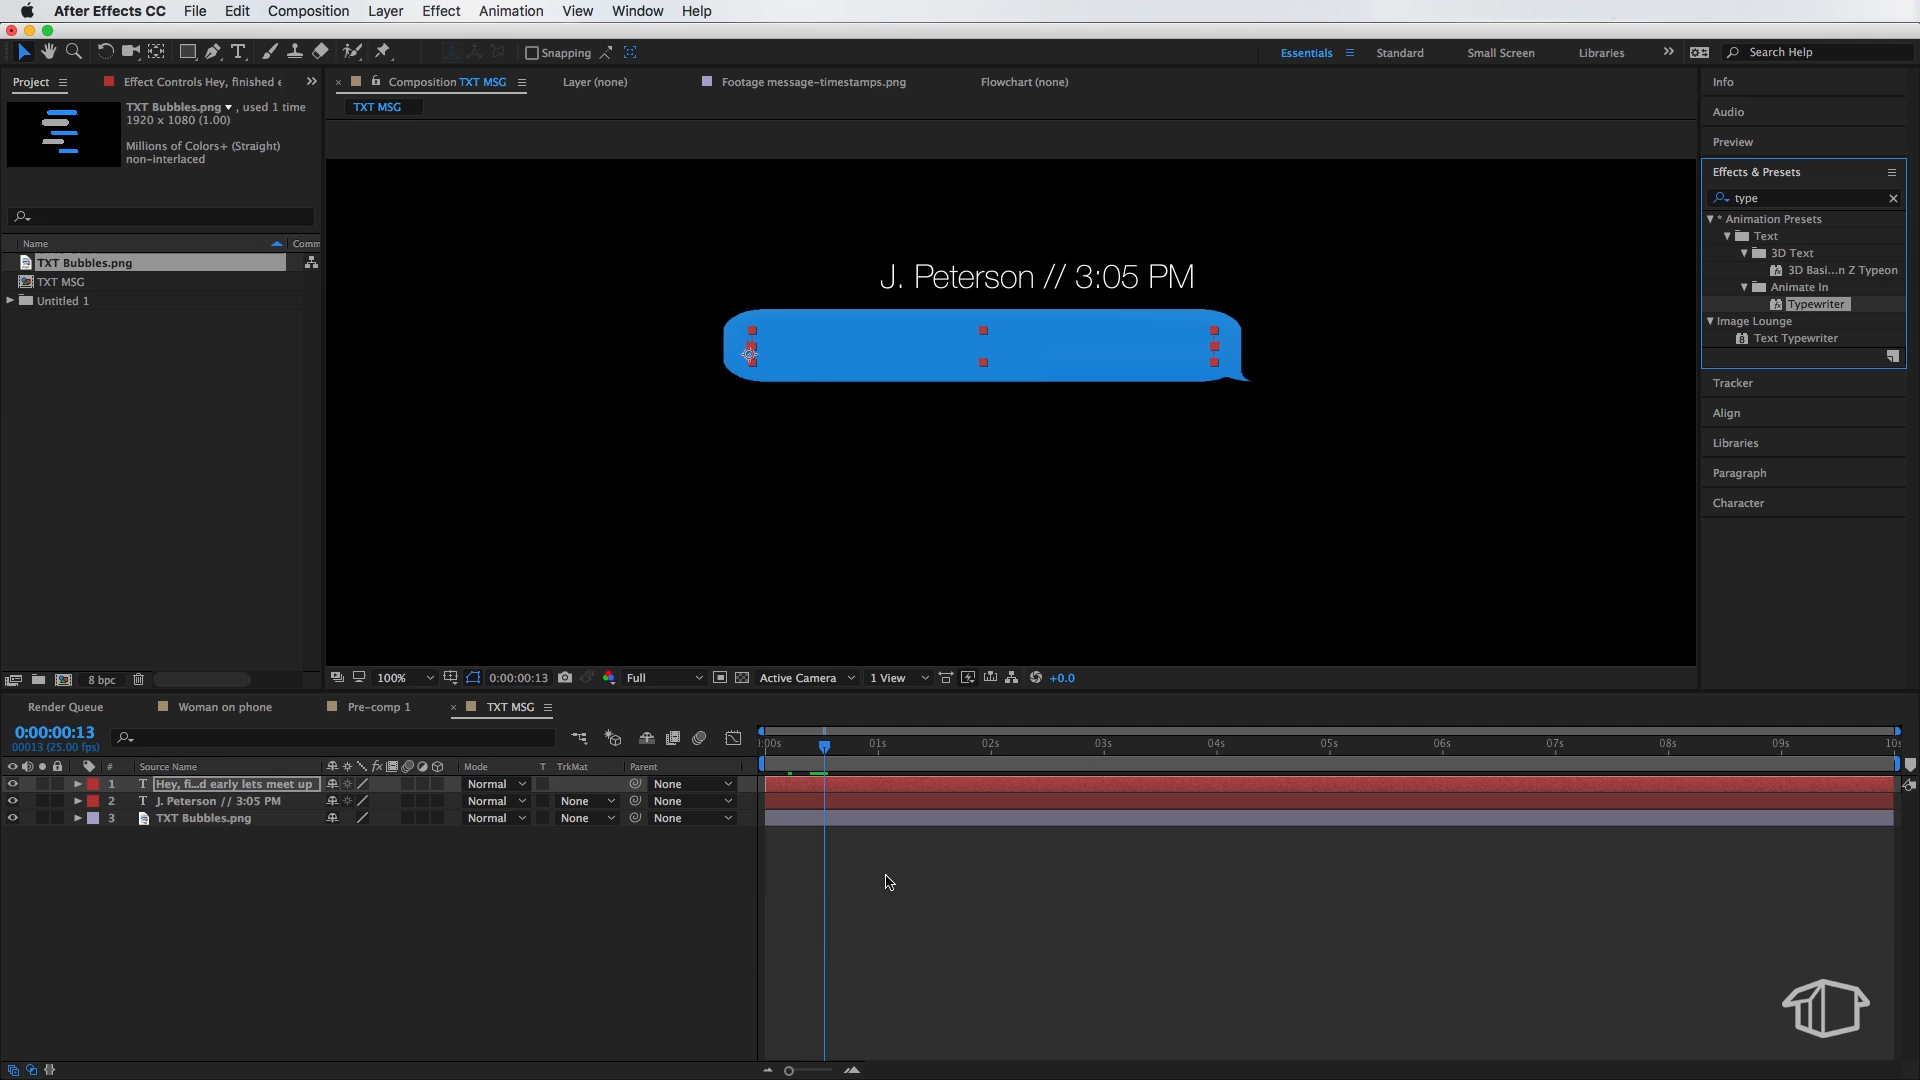 After Effects CC File Edit Composition Layer Effect Animation View Window Help
Snapping
Essentials Standard Small Screen Libraries
Search Help
Project
Effect Controls Hey, finished e
TXT Bubbles.png , used 1 time
1920 x 1080 (1.00)
Millions of Colors+ (Straight)
non-interlaced
Name Comm
TXT Bubbles.png
TXT MSG
Untitled 1
8 bpc
Composition TXT MSG
Layer (none)
Footage message-timestamps.png
Flowchart (none)
TXT MSG
J. Peterson // 3:05 PM
100% 0:00:00:13 Full Active Camera 1 View +0.0
Info
Audio
Preview
Effects & Presets
type
* Animation Presets
Text
3D Text
3D Basi...n Z Typeon
Animate In
Typewriter
Image Lounge
Text Typewriter
Tracker
Align
Libraries
Paragraph
Character
Render Queue Woman on phone Pre-comp 1 TXT MSG
0:00:00:13
00013 (25.00 fps)
):00s 01s 02s 03s 04s 05s 06s 07s 08s 09s 10s
# Source Name Mode T TrkMat Parent
1 T Hey, fi...d early lets meet up Normal None
2 T J. Peterson // 3:05 PM Normal None None
3 TXT Bubbles.png Normal None None